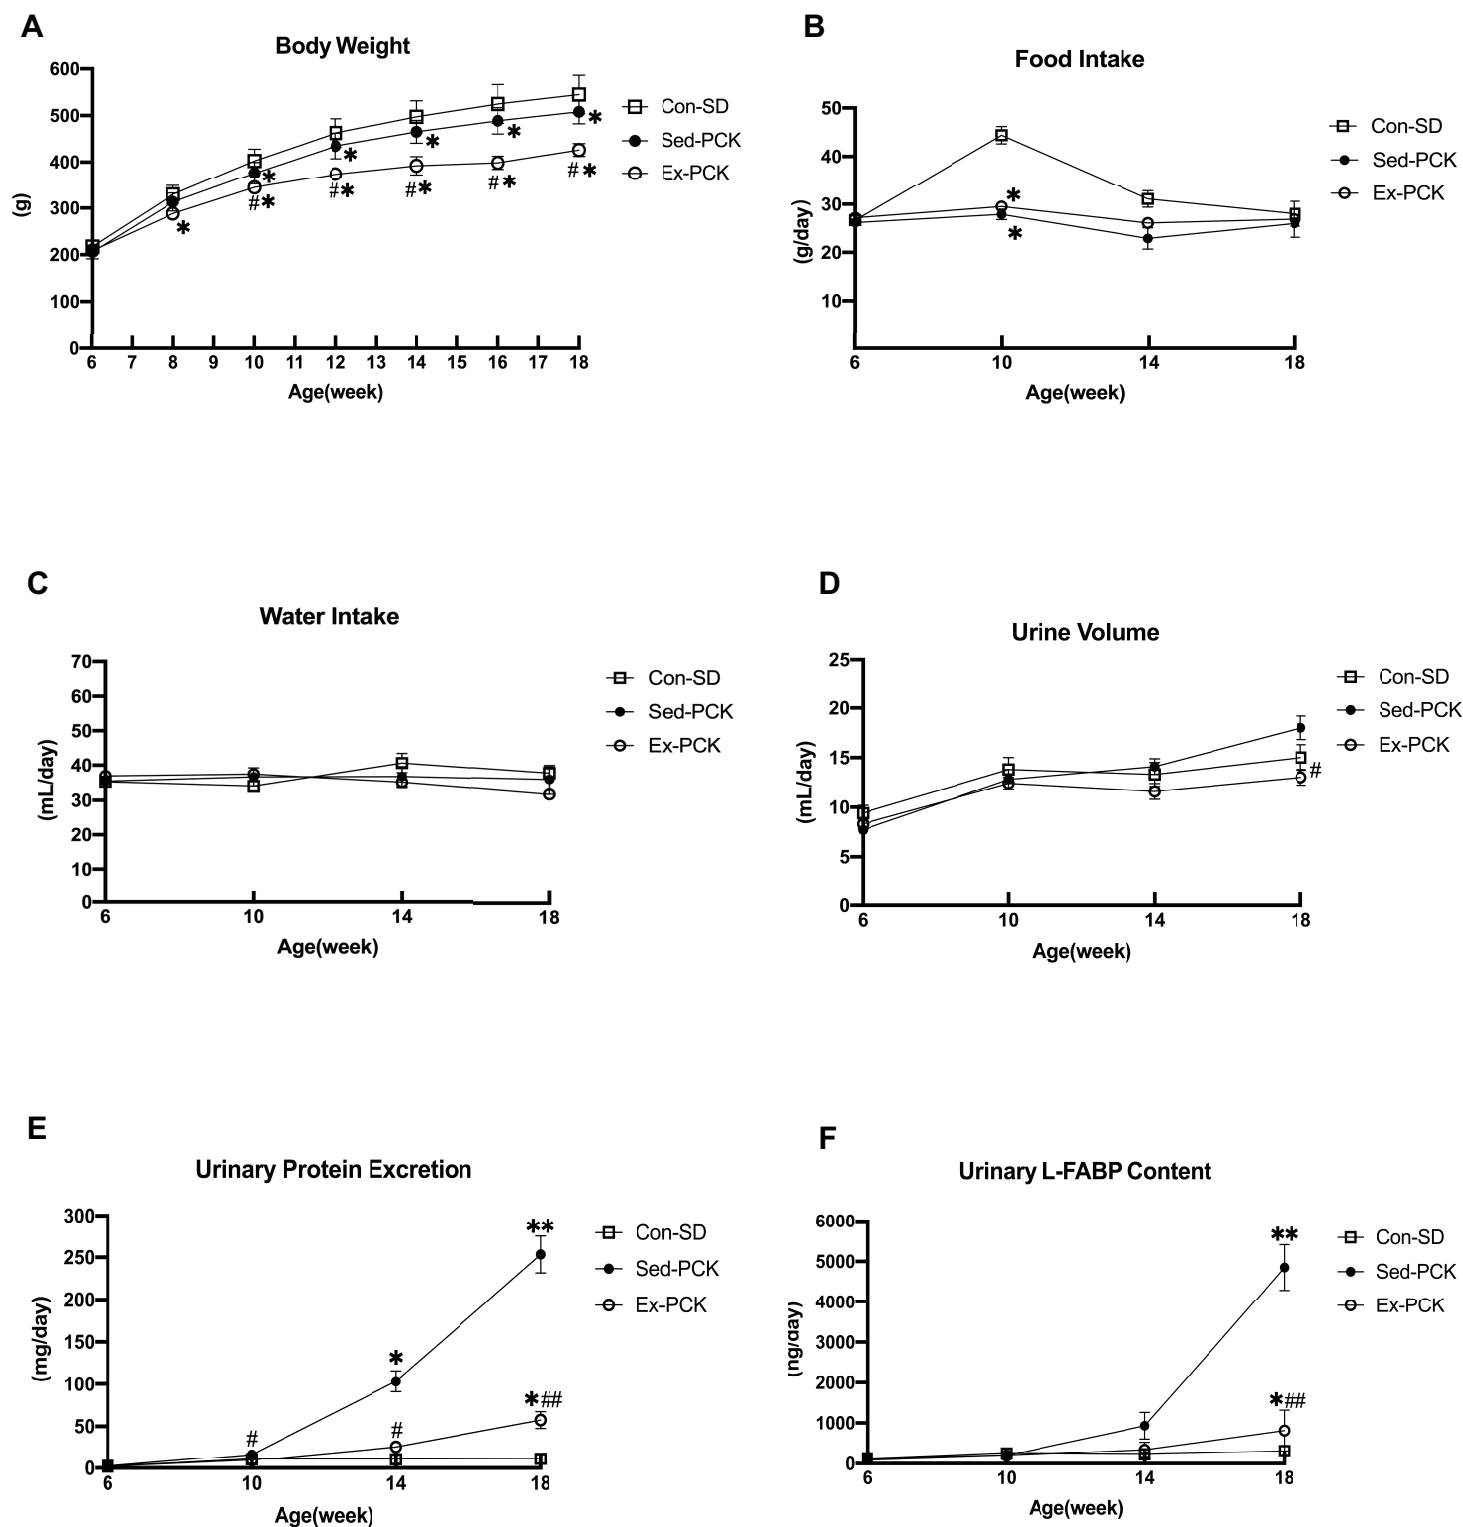 A
Body Weight
600
500
400
300
200
100
0
(g)
6 7 8 9 10 11 12 13 14 15 16 17 18
Age(week)
Con-SD
Sed-PCK
Ex-PCK
*
*
#*
*
#*
*
#*
*
#*
*
#*
B
Food Intake
50
40
30
20
10
(g/day)
6 10 14 18
Age(week)
Con-SD
Sed-PCK
Ex-PCK
*
*
C
Water Intake
70
60
50
40
30
20
10
0
(mL/day)
6 10 14 18
Age(week)
Con-SD
Sed-PCK
Ex-PCK
D
Urine Volume
25
20
15
10
5
0
(mL/day)
6 10 14 18
Age(week)
Con-SD
Sed-PCK
Ex-PCK
#
E
Urinary Protein Excretion
300
250
200
150
100
50
0
(mg/day)
6 10 14 18
Age(week)
Con-SD
Sed-PCK
Ex-PCK
**
*
*##
#
#
F
Urinary L-FABP Content
6000
5000
4000
3000
2000
1000
0
(ng/day)
6 10 14 18
Age(week)
Con-SD
Sed-PCK
Ex-PCK
**
*##